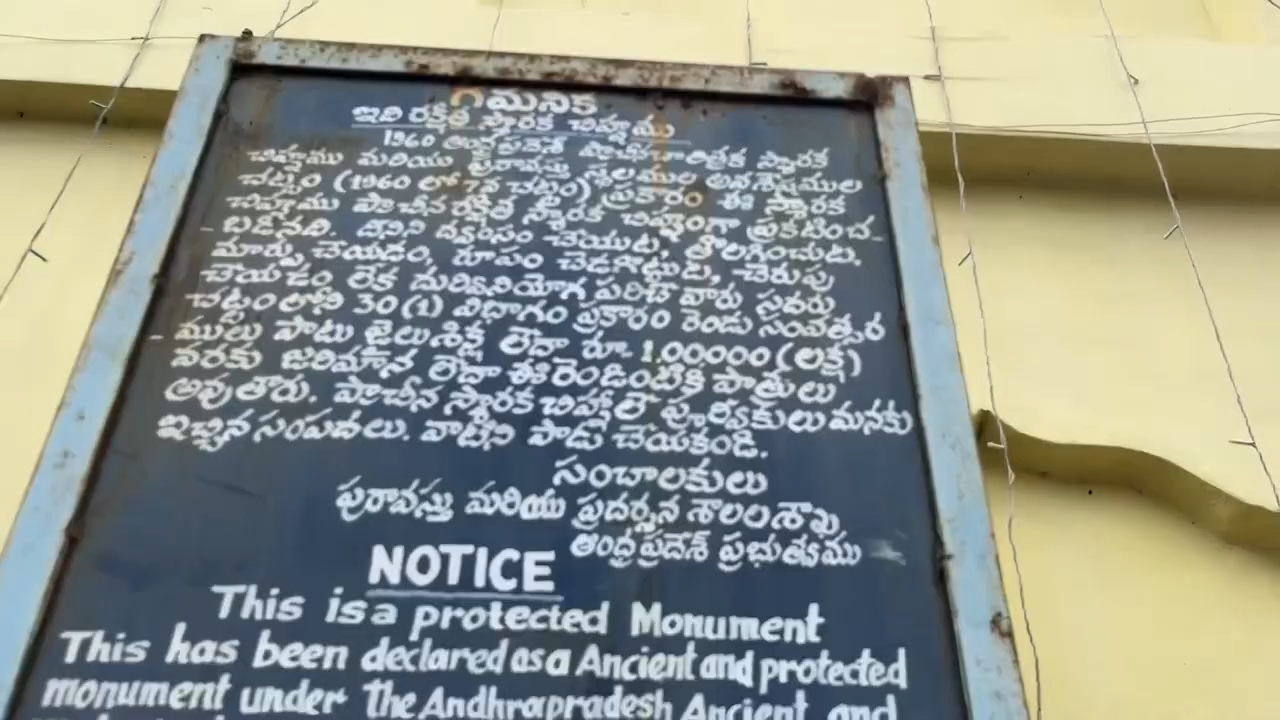 గమనిక
ఇది రక్షిత స్మారక చిహ్నము
1960 ఆంధ్రప్రదేశ్ ప్రాచీనచారిత్రక స్మారక
చిహ్నము మరియు పురావస్తు స్థలముల అవశేషముల
చట్టం (1960 లో 7వ చట్టం) ప్రకారం ఈ స్మారక
చిహ్నము ప్రాచీన రక్షిత స్మారక చిహ్నంగా ప్రకటించ-
- బడినది. దీనిని ధ్వంసం చేయుట, తొలగించుట,
మార్పు చేయడం, రూపం చెడగొట్టుట, చెరుపు
చేయడం లేక దుర్వినియోగ పరిచే వారు సవరు
చట్టంలోని 30 (1) విభాగం ప్రకారం రెండు సంవత్సర
- ములు పాటు జైలుశిక్ష లేదా రూ. 1,00000 (లక్ష)
వరకు జరిమాన లేదా ఈ రెండింటికి పాత్రులు
అవుతారు. ప్రాచీన స్మారక చిహ్నాలే పూర్వీకులు మనకు
ఇచ్చిన సంపదలు. వాటిని పాడు చేయకండి.
సంచాలకులు
పురావస్తు మరియు ప్రదర్శన శాలల శాఖ
ఆంధ్రప్రదేశ్ ప్రభుత్వము
NOTICE
This is a protected Monument
This has been declared as a Ancient and protected
monument under The Andhrapradesh Ancient and